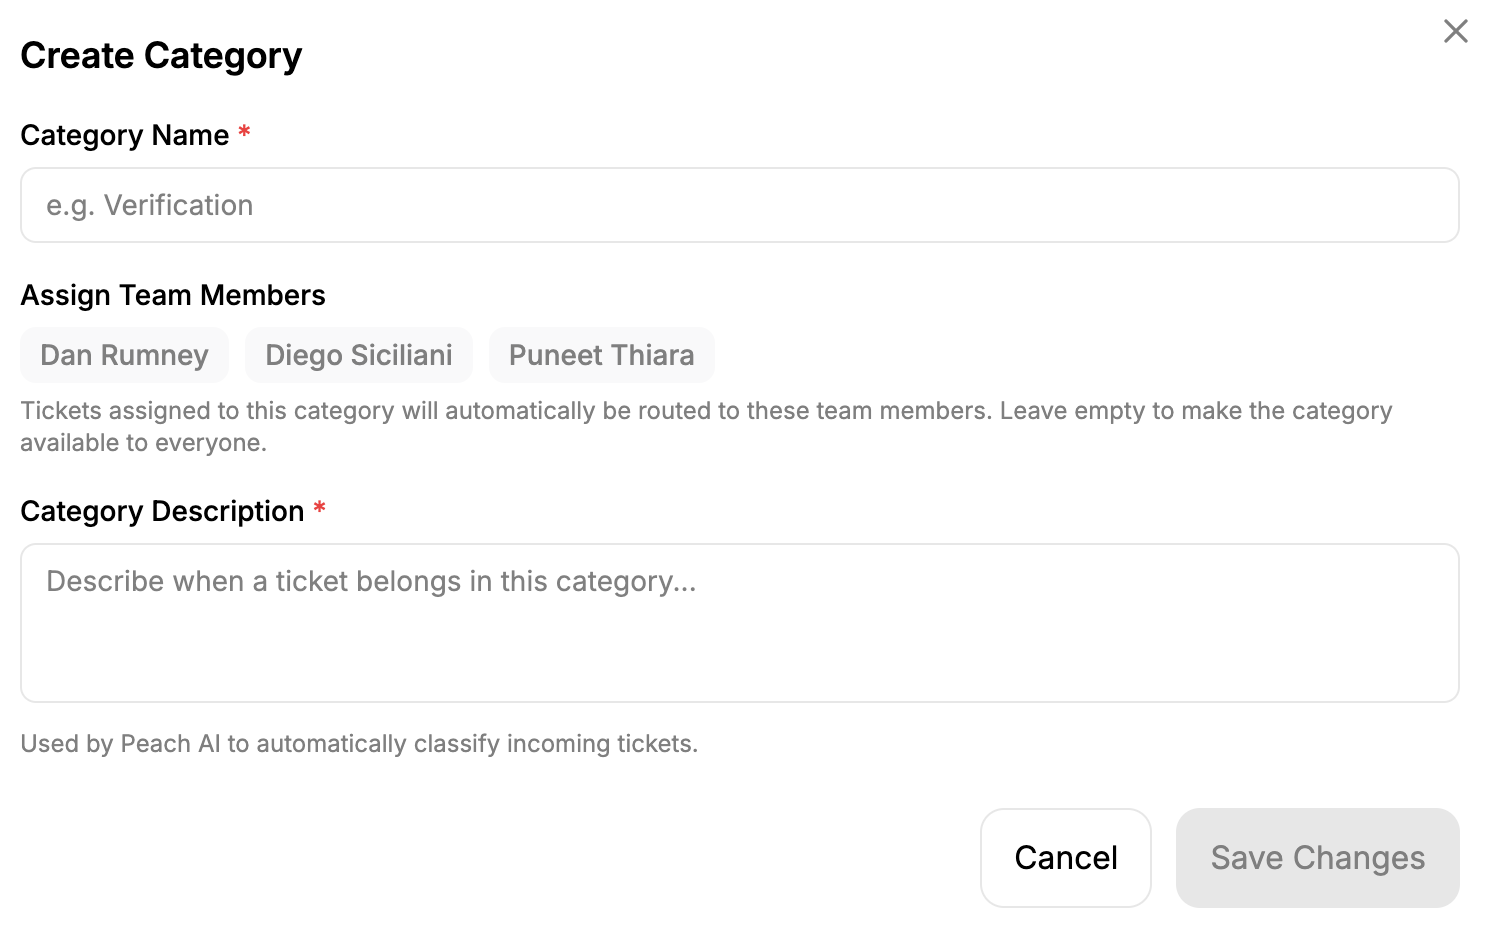 Create Category
Category Name *
e.g. Verification
Assign Team Members
Dan Rumney Diego Siciliani Puneet Thiara
Tickets assigned to this category will automatically be routed to these team members. Leave empty to make the category
available to everyone.
Category Description *
Describe when a ticket belongs in this category...
Used by Peach AI to automatically classify incoming tickets.
Cancel Save Changes